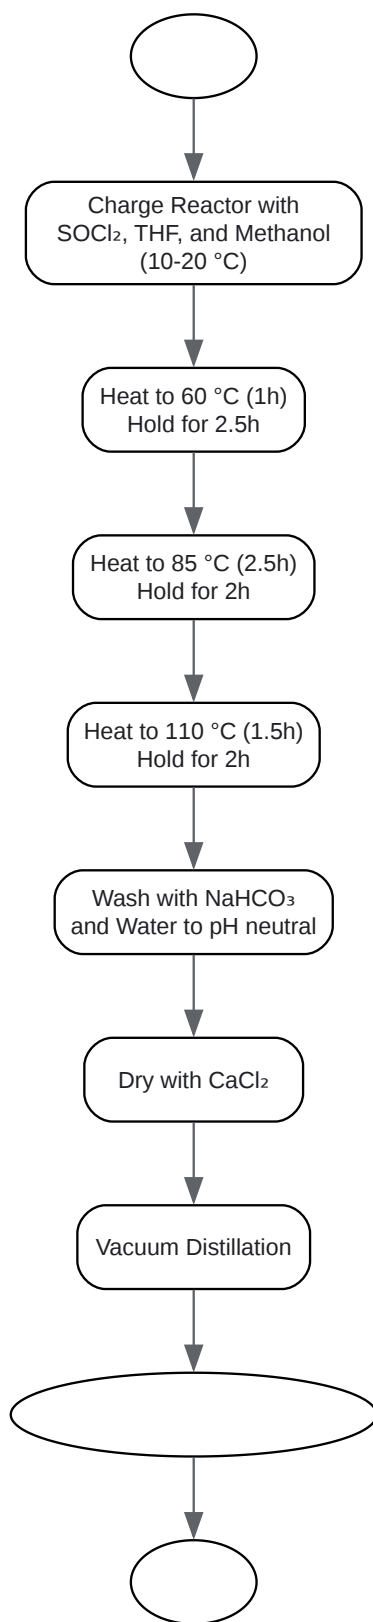 Charge Reactor with
SOCl₂, THF, and Methanol
(10-20 °C)
Heat to 60 °C (1h)
Hold for 2.5h
Heat to 85 °C (2.5h)
Hold for 2h
Heat to 110 °C (1.5h)
Hold for 2h
Wash with NaHCO₃
and Water to pH neutral
Dry with CaCl₂
Vacuum Distillation